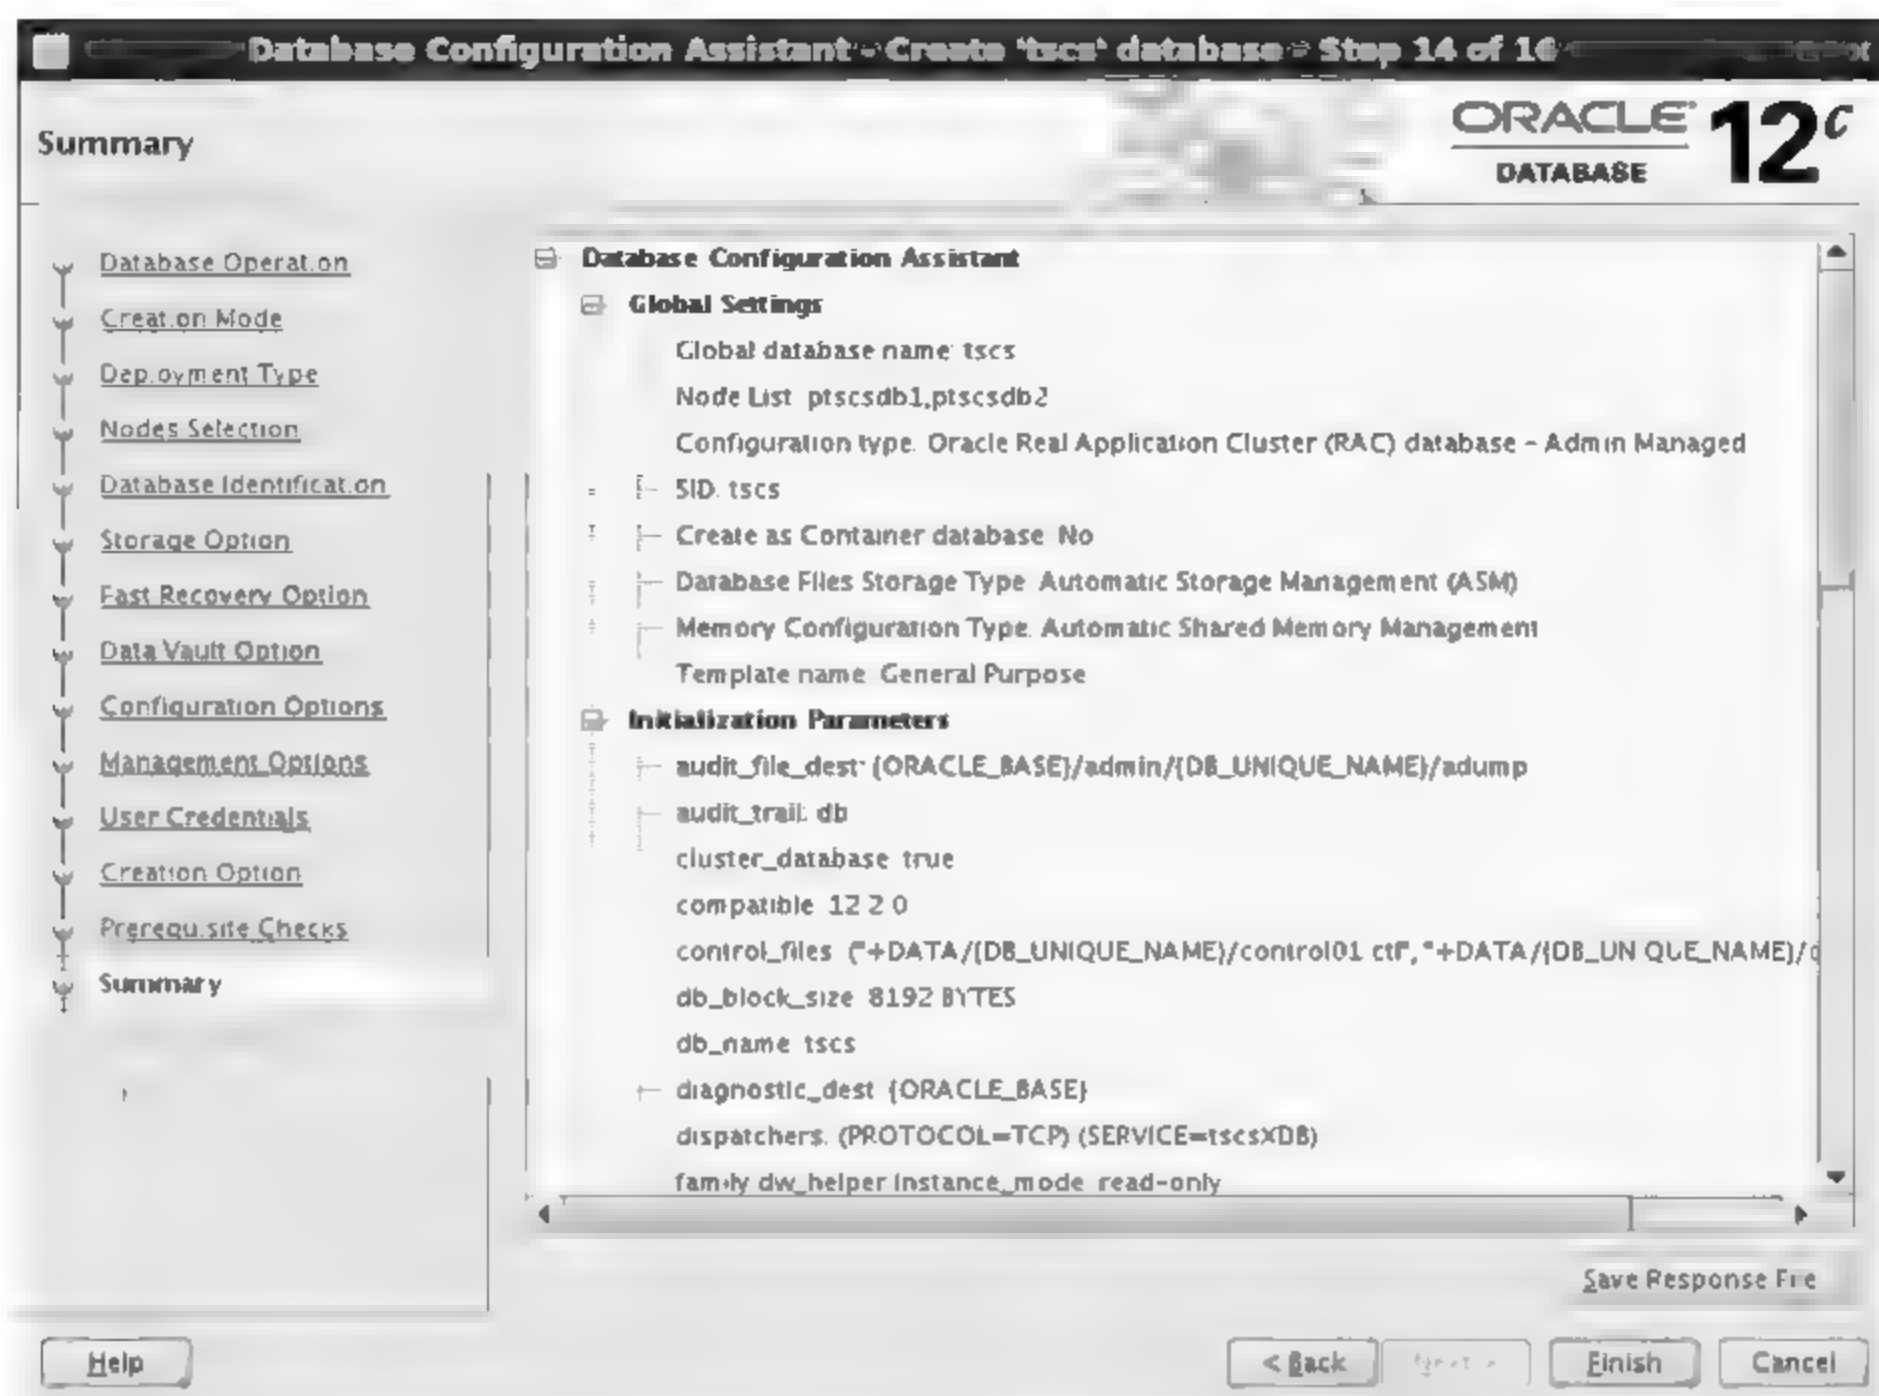 Database Configuration Assistant - Create 'tscs' database - Step 14 of 16
Summary
ORACLE
DATABASE
12c
Database Operation
Creation Mode
Deployment Type
Nodes Selection
Database Identification
Storage Option
Fast Recovery Option
Data Vault Option
Configuration Options
Management Options
User Credentials
Creation Option
Prerequisite Checks
Summary
Database Configuration Assistant
Global Settings
Global database name: tscs
Node List: ptscsdb1,ptscsdb2
Configuration type: Oracle Real Application Cluster (RAC) database - Admin Managed
SID: tscs
Create as Container database: No
Database Files Storage Type: Automatic Storage Management (ASM)
Memory Configuration Type: Automatic Shared Memory Management
Template name: General Purpose
Initialization Parameters
audit_file_dest: {ORACLE_BASE}/admin/{DB_UNIQUE_NAME}/adump
audit_trail: db
cluster_database: true
compatible: 12.2.0
control_files: ("+DATA/{DB_UNIQUE_NAME}/control01.ctl", "+DATA/{DB_UNIQUE_NAME}/c
db_block_size: 8192 BYTES
db_name: tscs
diagnostic_dest: {ORACLE_BASE}
dispatchers: (PROTOCOL=TCP) (SERVICE=tscsXDB)
family:dw_helper.instance_mode: read-only
Save Response File
Help
< Back
Finish
Cancel